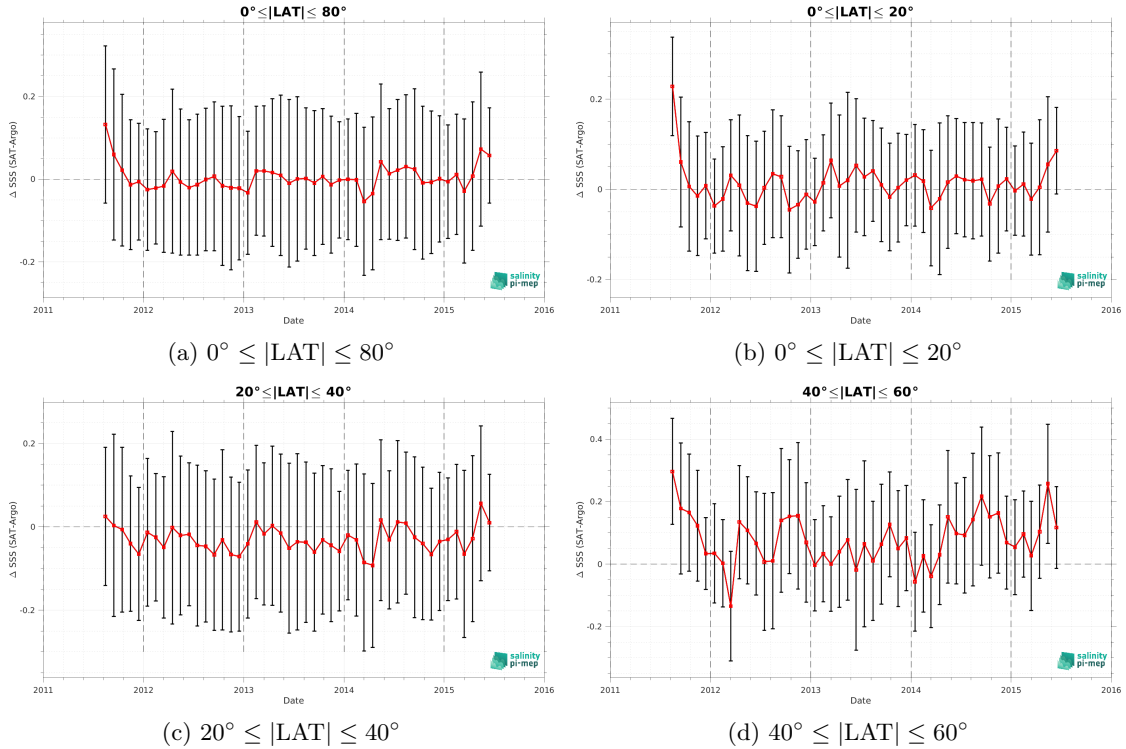 0°≤|LAT|≤ 80°
Δ SSS (SAT-Argo)
0.2
0
-0.2
2011 2012 2013 2014 2015 2016
Date
salinity
pi-mep
(a) 0° ≤ |LAT| ≤ 80°
0°≤|LAT|≤ 20°
Δ SSS (SAT-Argo)
0.2
0
-0.2
2011 2012 2013 2014 2015 2016
Date
salinity
pi-mep
(b) 0° ≤ |LAT| ≤ 20°
20°≤|LAT|≤ 40°
Δ SSS (SAT-Argo)
0.2
0
-0.2
2011 2012 2013 2014 2015 2016
Date
salinity
pi-mep
(c) 20° ≤ |LAT| ≤ 40°
40°≤|LAT|≤ 60°
Δ SSS (SAT-Argo)
0.4
0.2
0
-0.2
2011 2012 2013 2014 2015 2016
Date
salinity
pi-mep
(d) 40° ≤ |LAT| ≤ 60°